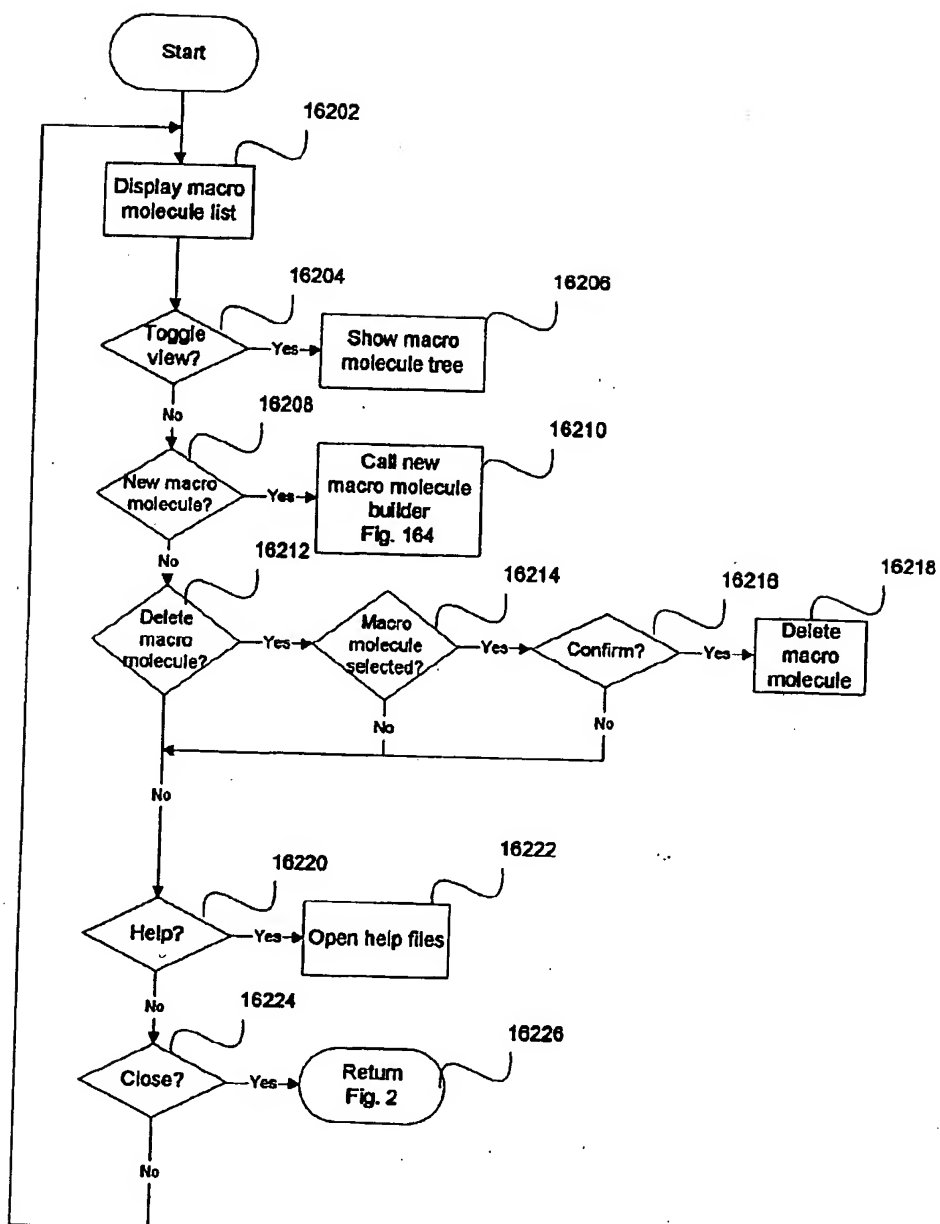 Start
16202
Display macro
molecule list
16204
16206
Toggle
view?
Yes
Show macro
molecule tree
No
16208
16210
New macro
molecule?
Yes
Call new
macro molecule
builder
Fig. 164
No
16212
16214
16216
16218
Delete
macro
molecule?
Yes
Macro
molecule
selected?
Yes
Confirm?
Yes
Delete
macro
molecule
No
No
No
16220
16222
Help?
Yes
Open help files
No
16224
16226
Close?
Yes
Return
Fig. 2
No